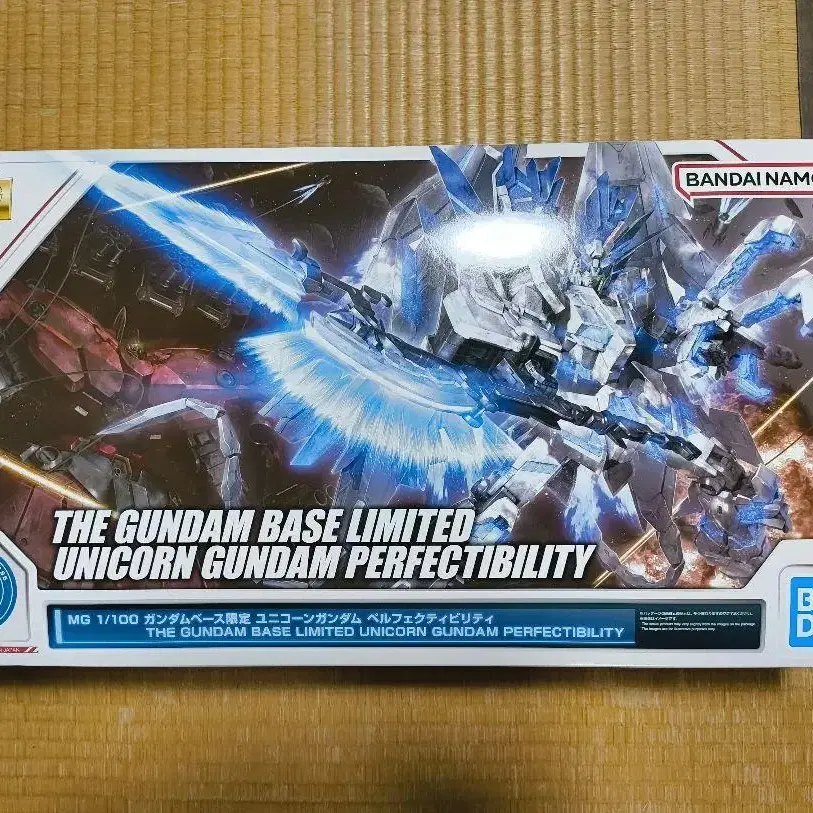 BANDAI NAMCO
THE GUNDAM BASE LIMITED
UNICORN GUNDAM PERFECTIBILITY
MG 1/100 ガンダムベース限定 ユニコーンガンダム ペルフェクティビリティ
THE GUNDAM BASE LIMITED UNICORN GUNDAM PERFECTIBILITY